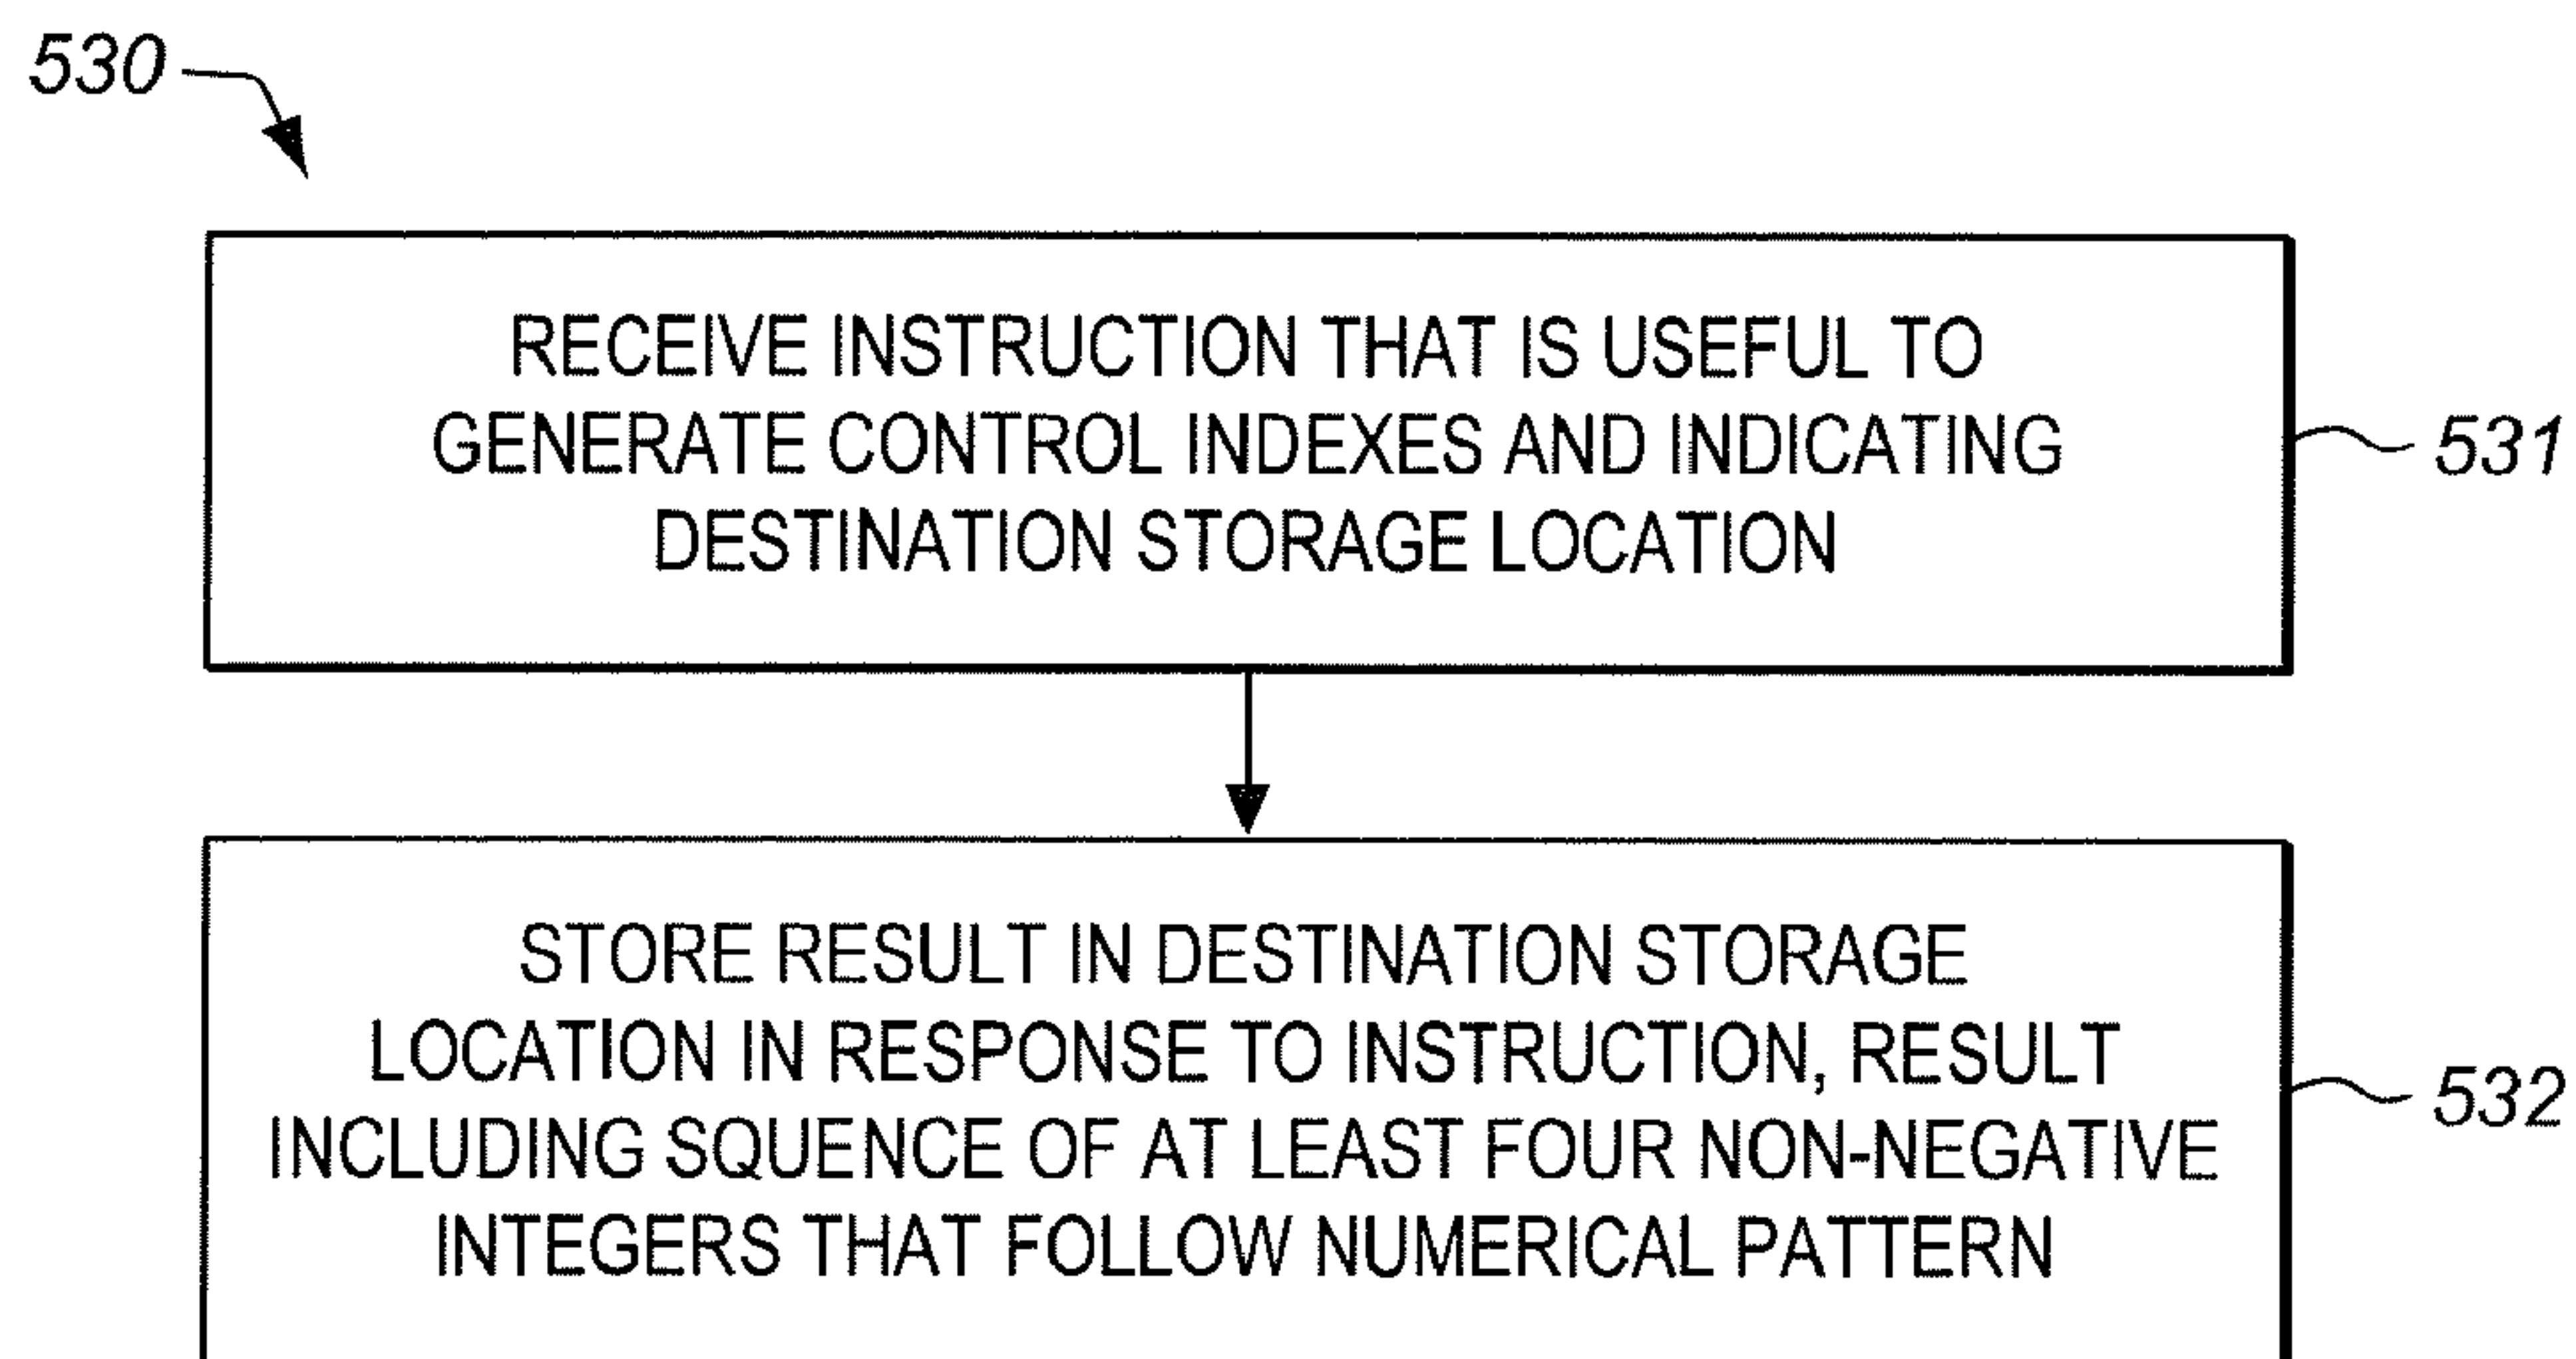 530
RECEIVE INSTRUCTION THAT IS USEFUL TO
GENERATE CONTROL INDEXES AND INDICATING
DESTINATION STORAGE LOCATION
531
STORE RESULT IN DESTINATION STORAGE
LOCATION IN RESPONSE TO INSTRUCTION, RESULT
INCLUDING SQUENCE OF AT LEAST FOUR NON-NEGATIVE
INTEGERS THAT FOLLOW NUMERICAL PATTERN
532